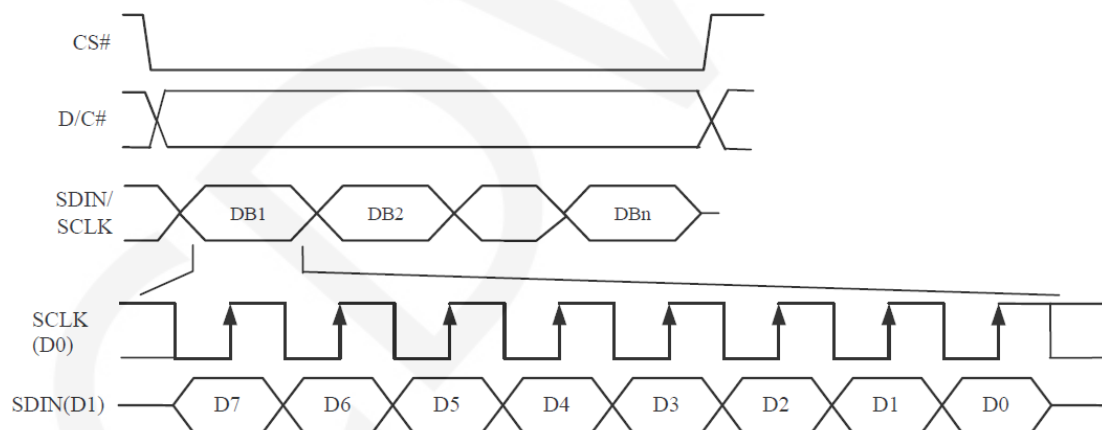 CS#
D/C#
SDIN/
SCLK
DB1 DB2 DBn
SCLK
(D0)
SDIN(D1) D7 D6 D5 D4 D3 D2 D1 D0